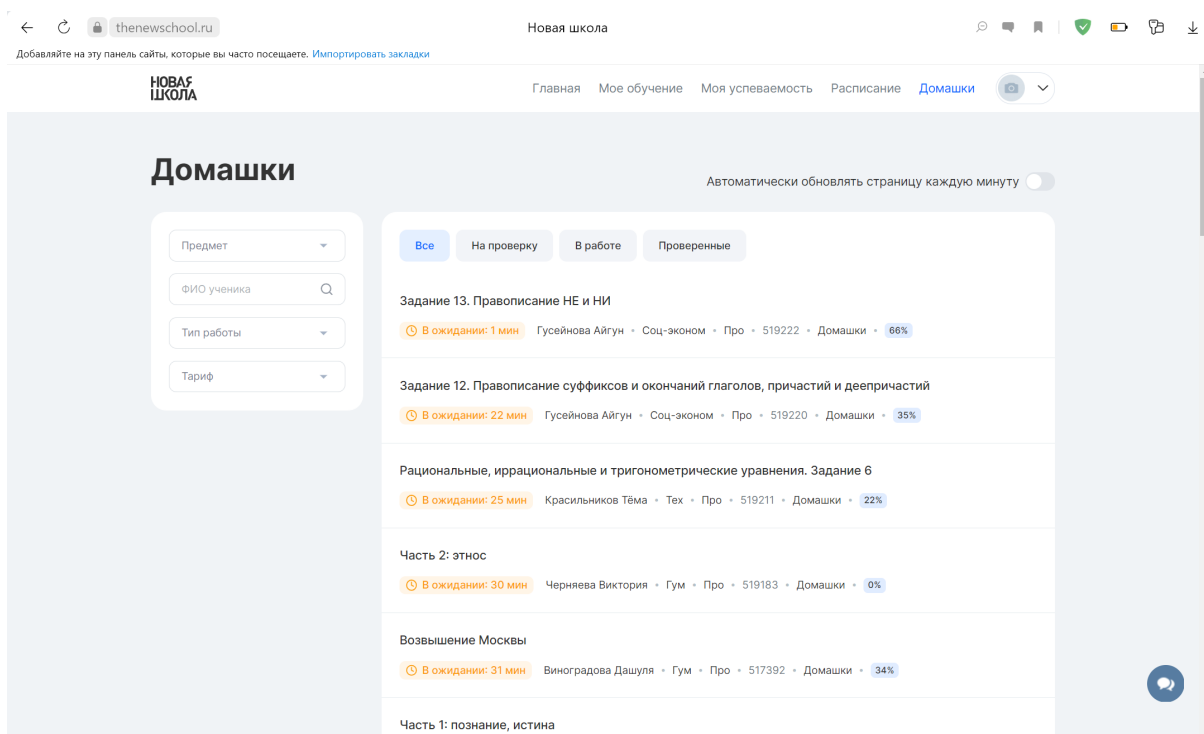 thenewschool.ru
Новая школа
Добавляйте на эту панель сайты, которые вы часто посещаете. Импортировать закладки
НОВАЯ
ШКОЛА
Главная Мое обучение Моя успеваемость Расписание Домашки
Домашки
Автоматически обновлять страницу каждую минуту
Предмет
ФИО ученика
Тип работы
Тариф
Все На проверку В работе Проверенные
Задание 13. Правописание НЕ и НИ
В ожидании: 1 мин Гусейнова Айгун • Соц-эконом • Про • 519222 • Домашки • 66%
Задание 12. Правописание суффиксов и окончаний глаголов, причастий и деепричастий
В ожидании: 22 мин Гусейнова Айгун • Соц-эконом • Про • 519220 • Домашки • 35%
Рациональные, иррациональные и тригонометрические уравнения. Задание 6
В ожидании: 25 мин Красильников Тёма • Тех • Про • 519211 • Домашки • 22%
Часть 2: этнос
В ожидании: 30 мин Черняева Виктория • Гум • Про • 519183 • Домашки • 0%
Возвышение Москвы
В ожидании: 31 мин Виноградова Дашуля • Гум • Про • 517392 • Домашки • 34%
Часть 1: познание, истина